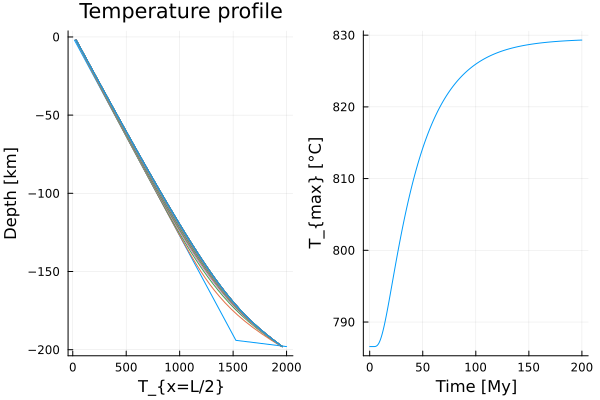 Temperature profile
Depth [km]
0
−50
−100
−150
−200
0 500 1000 1500 2000
T_{x=L/2}
T_{max} [°C]
830
820
810
800
790
0 50 100 150 200
Time [My]